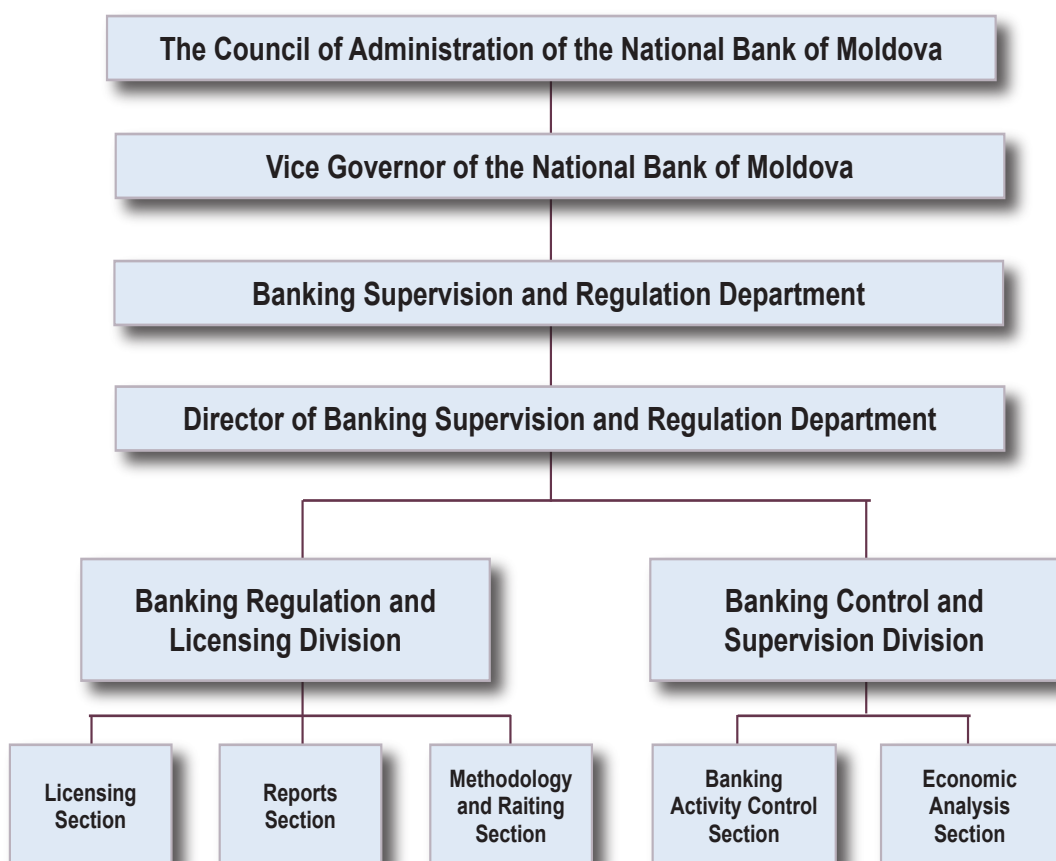 The Council of Administration of the National Bank of Moldova
Vice Governor of the National Bank of Moldova
Banking Supervision and Regulation Department
Director of Banking Supervision and Regulation Department
Banking Regulation and
Licensing Division
Banking Control and
Supervision Division
Licensing
Section
Reports
Section
Methodology
and Raiting
Section
Banking
Activity Control
Section
Economic
Analysis
Section